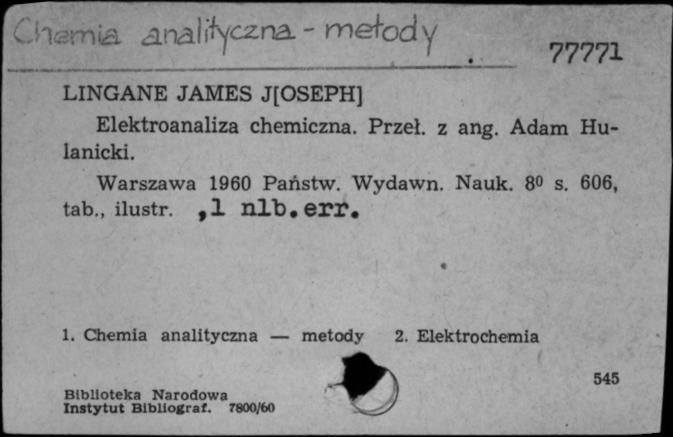 Chemia analityczna - metody
77771
LINGANE JAMES J[OSEPH]
Elektroanaliza chemiczna. Przeł. z ang. Adam Hu-
lanicki.
Warszawa 1960 Państw. Wydawn. Nauk. 8⁰ s. 606,
tab., ilustr. ,1 nlb.err.
1. Chemia analityczna — metody 2. Elektrochemia
545
Biblioteka Narodowa
Instytut Bibliograf. 7800/60